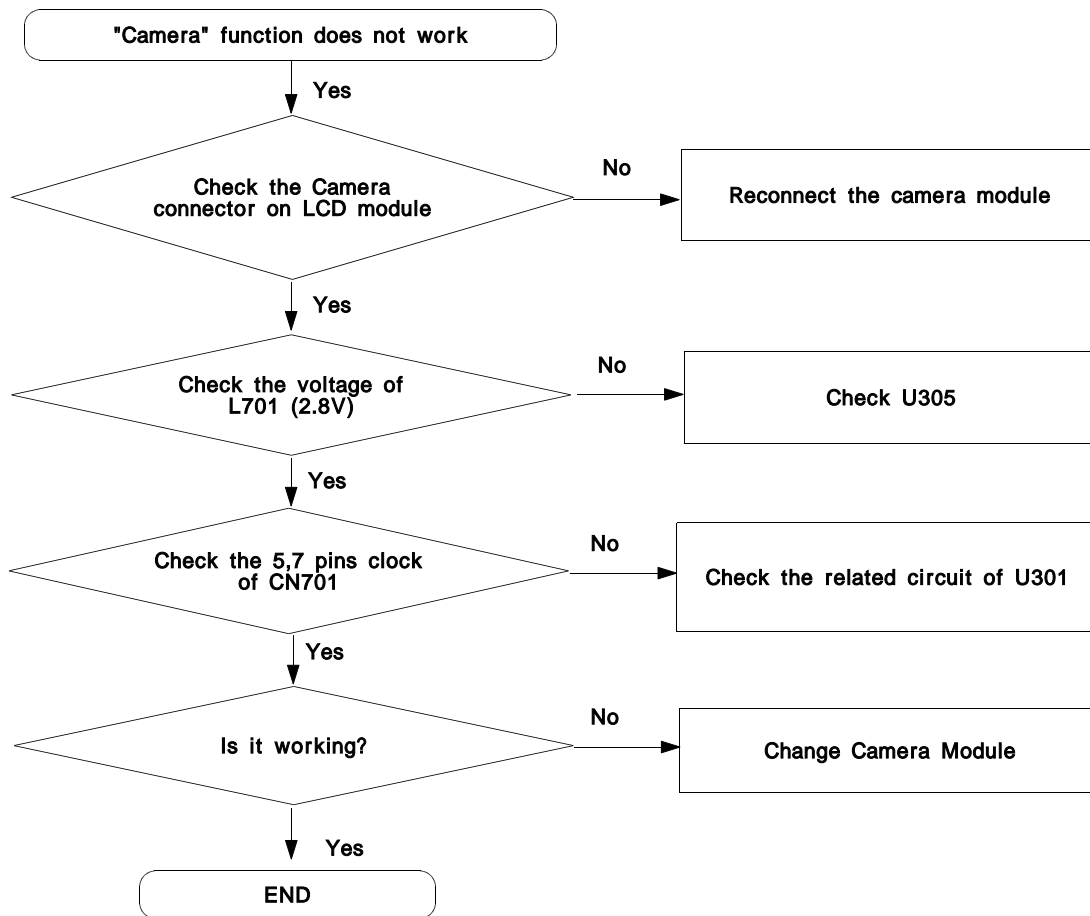 "Camera" function does not work
Yes
Check the Camera
connector on LCD module
No
Reconnect the camera module
Yes
Check the voltage of
L701 (2.8V)
No
Check U305
Yes
Check the 5,7 pins clock
of CN701
No
Check the related circuit of U301
Yes
Is it working?
No
Change Camera Module
Yes
END